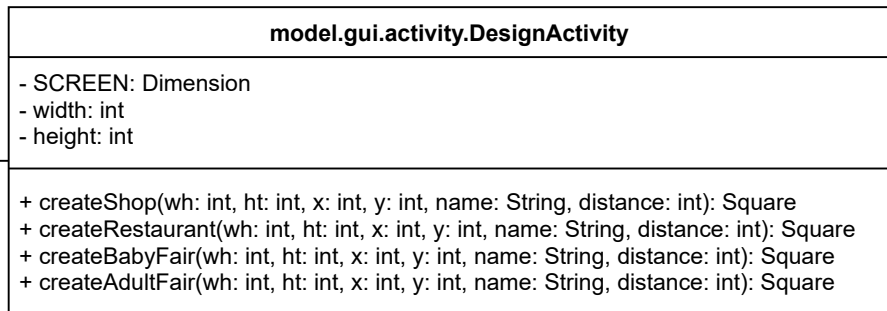 model.gui.activity.DesignActivity
- SCREEN: Dimension
- width: int
- height: int
+ createShop(wh: int, ht: int, x: int, y: int, name: String, distance: int): Square
+ createRestaurant(wh: int, ht: int, x: int, y: int, name: String, distance: int): Square
+ createBabyFair(wh: int, ht: int, x: int, y: int, name: String, distance: int): Square
+ createAdultFair(wh: int, ht: int, x: int, y: int, name: String, distance: int): Square